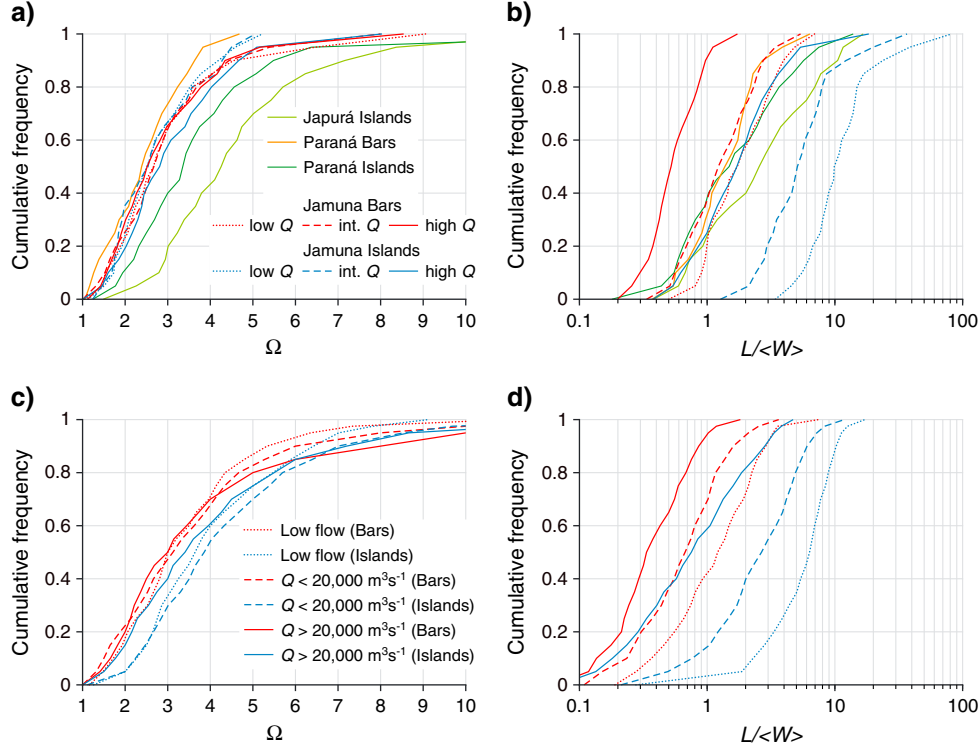 a)
Cumulative frequency
1
0.8
0.6
0.4
0.2
0
1 2 3 4 5 6 7 8 9 10
Ω
Japurá Islands
Paraná Bars
Paraná Islands
Jamuna Bars
low Q int. Q high Q
Jamuna Islands
low Q int. Q high Q
b)
Cumulative frequency
1
0.8
0.6
0.4
0.2
0
0.1 1 10 100
L/<W>
c)
Cumulative frequency
1
0.8
0.6
0.4
0.2
0
1 2 3 4 5 6 7 8 9 10
Ω
Low flow (Bars)
Low flow (Islands)
Q < 20,000 m³s⁻¹ (Bars)
Q < 20,000 m³s⁻¹ (Islands)
Q > 20,000 m³s⁻¹ (Bars)
Q > 20,000 m³s⁻¹ (Islands)
d)
Cumulative frequency
1
0.8
0.6
0.4
0.2
0
0.1 1 10 100
L/<W>